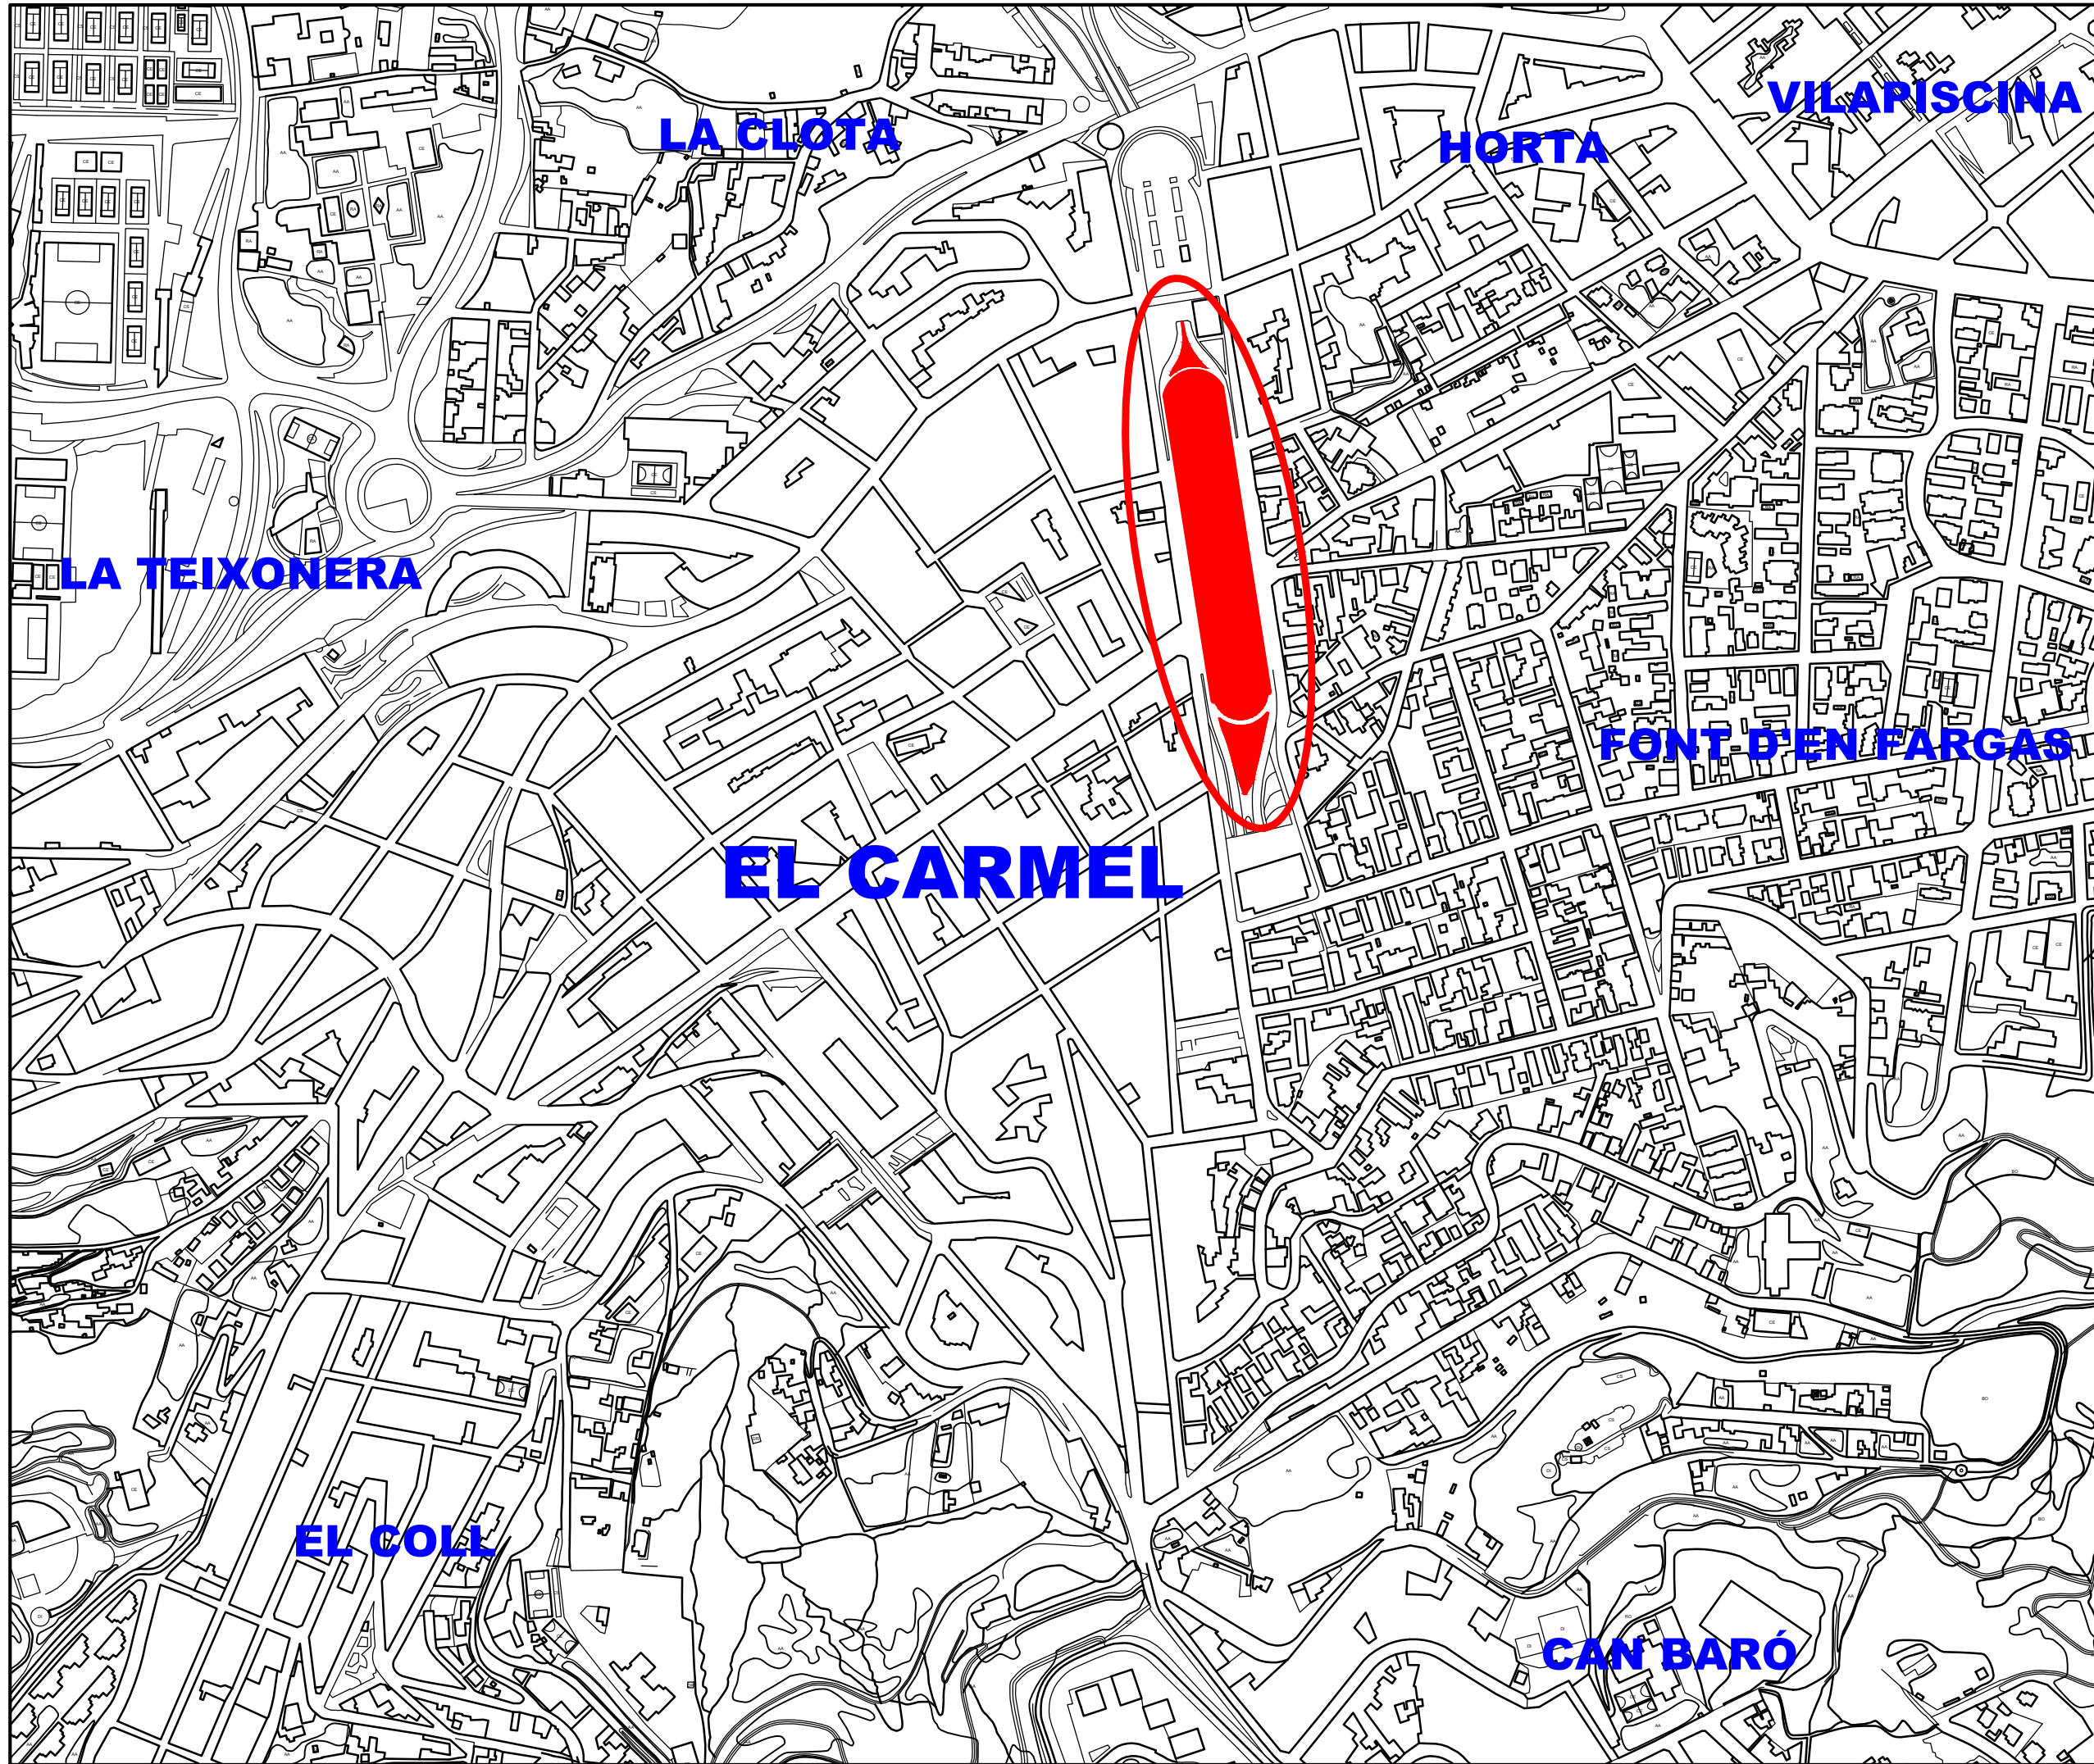 VILAPISCINA
LA CLOTA
HORTA
LA TEIXONERA
FONT D'EN FARGAS
EL CARMEL
EL COLL
CAN BARÓ